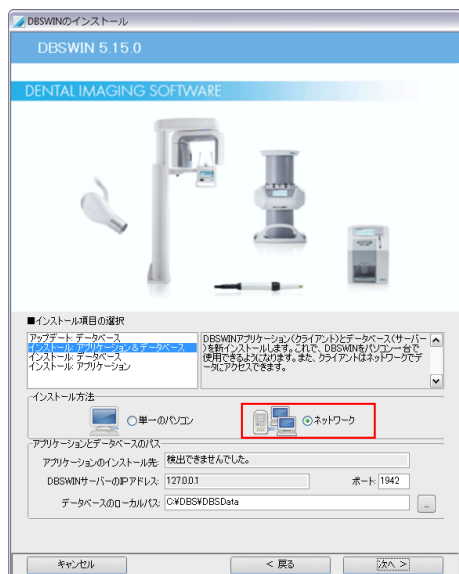 DBSWINのインストール
DBSWIN 5.15.0
DENTAL IMAGING SOFTWARE
■インストール項目の選択
アップデート: データベース
インストール: アプリケーション&データベース
インストール: データベース
インストール: アプリケーション
DBSWINアプリケーション(クライアント)とデータベース(サーバー
)を新インストールします。これで、DBSWINをパソコン一台で
使用できるようになります。また、クライアントはネットワークでデ
ータにアクセスできます。
インストール方法
単一のパソコン
ネットワーク
アプリケーションとデータベースのパス
アプリケーションのインストール先: 検出できませんでした。
DBSWINサーバーのIPアドレス: 127.0.0.1 ポート: 1942
データベースのローカルパス: C:¥DBS¥DBSData ...
キャンセル < 戻る 次へ >